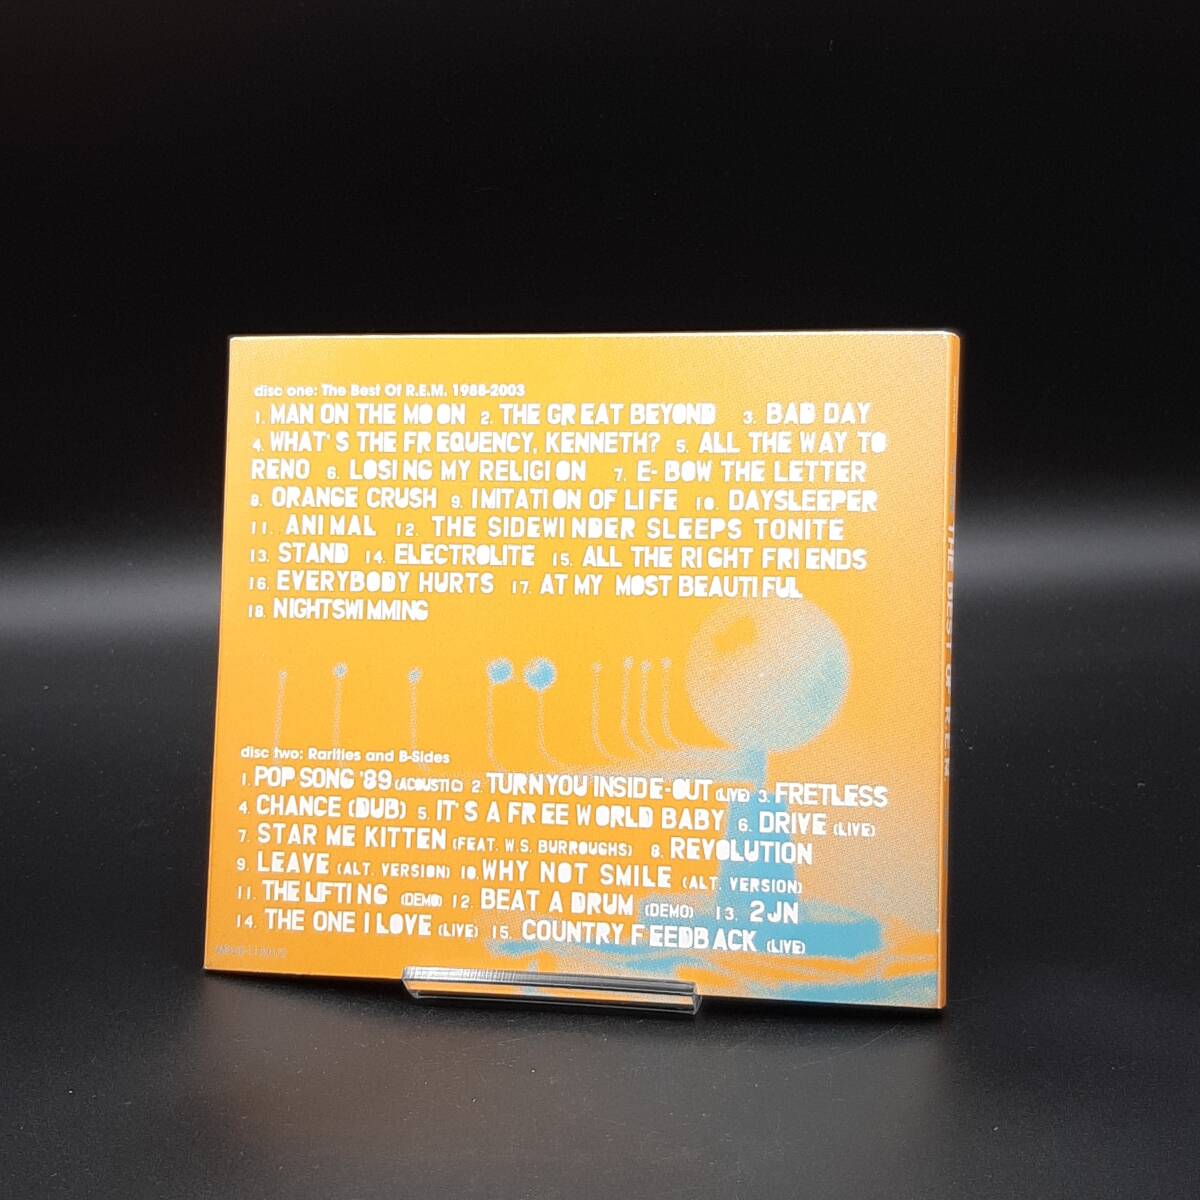 disc one: The Best Of R.E.M. 1988-2003
1. MAN ON THE MOON 2. THE GREAT BEYOND 3. BAD DAY
4. WHAT'S THE FREQUENCY, KENNETH? 5. ALL THE WAY TO
RENO 6. LOSING MY RELIGION 7. E-BOW THE LETTER
8. ORANGE CRUSH 9. IMITATION OF LIFE 10. DAYSLEEPER
11. ANIMAL 12. THE SIDEWINDER SLEEPS TONITE
13. STAND 14. ELECTROLITE 15. ALL THE RIGHT FRIENDS
16. EVERYBODY HURTS 17. AT MY MOST BEAUTIFUL
18. NIGHTSWIMMING
disc two: Rarities and B-Sides
1. POP SONG '89 (ACOUSTIC) 2. TURN YOU INSIDE-OUT (LIVE) 3. FRETLESS
4. CHANCE (DUB) 5. IT'S A FREE WORLD BABY 6. DRIVE (LIVE)
7. STAR ME KITTEN (FEAT. W.S. BURROUGHS) 8. REVOLUTION
9. LEAVE (ALT. VERSION) 10. WHY NOT SMILE (ALT. VERSION)
11. THE LIFTING (DEMO) 12. BEAT A DRUM (DEMO) 13. 2JN
14. THE ONE I LOVE (LIVE) 15. COUNTRY FEEDBACK (LIVE)
THE BEST OF R.E.M.